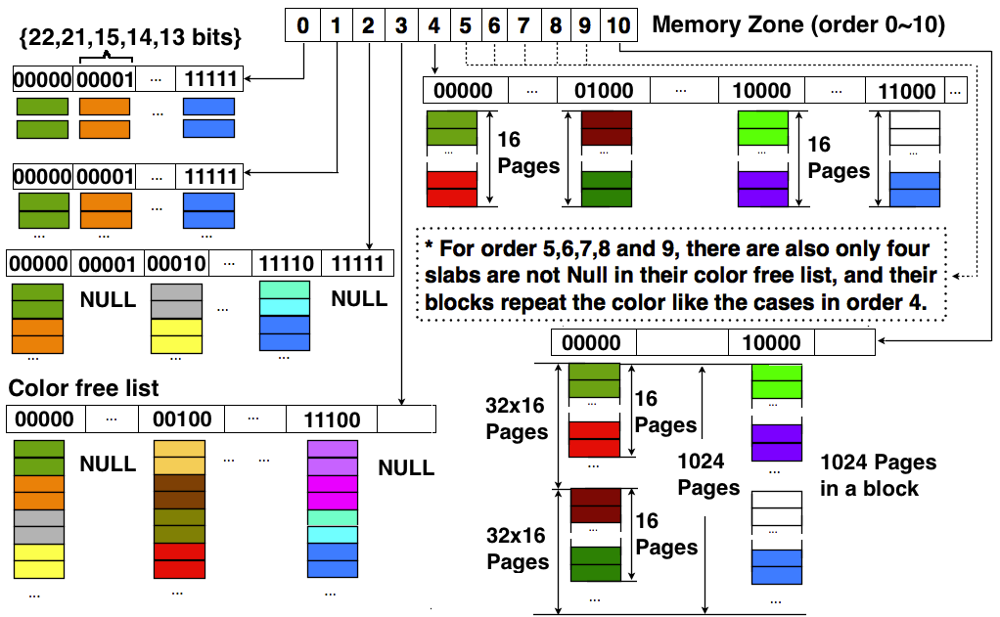 0 1 2 3 4 5 6 7 8 9 10
Memory Zone (order 0~10)
{22,21,15,14,13 bits}
00000 00001 ... 11111
...
00000 00001 ... 11111
...
... ... ...
00000 00001 00010 ... 11110 11111
NULL ... NULL
... ... ...
Color free list
00000 ... 00100 ... 11100
NULL ... ... NULL
... ... ...
00000 ... 01000 ... 10000 ... 11000 ...
16
Pages
16
Pages
... ... ... ...
* For order 5,6,7,8 and 9, there are also only four
slabs are not Null in their color free list, and their
blocks repeat the color like the cases in order 4.
00000 10000
32x16
Pages
16
Pages
... ...
... ...
1024
Pages
1024 Pages
in a block
32x16
Pages
16
Pages
... ...
... ...